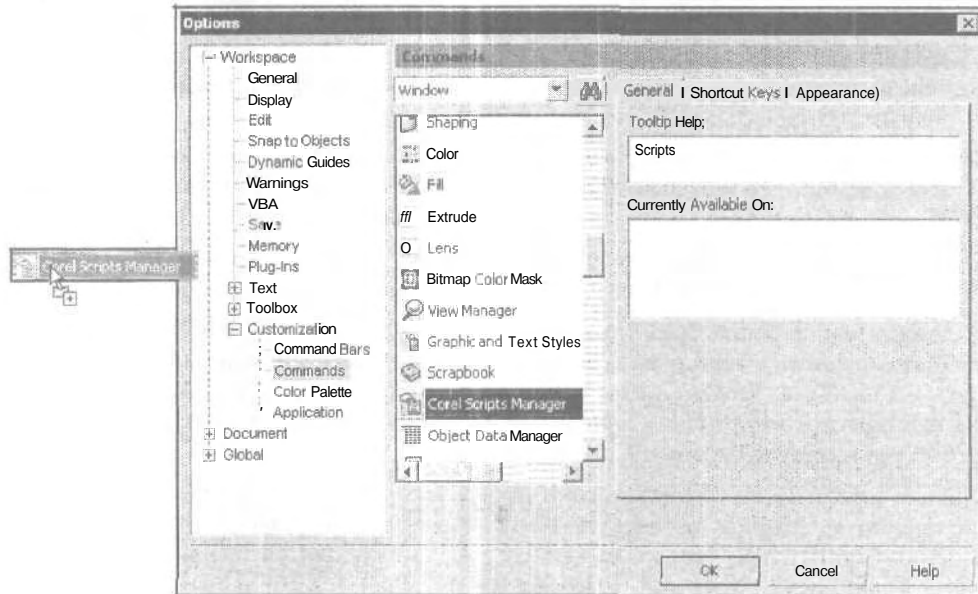 Options
Workspace
General
Display
Edit
Snap to Objects
Dynamic Guides
Warnings
VBA
Memory
Plug-Ins
Text
Toolbox
Customization
Command Bars
Commands
Color Palette
Application
Document
Global
Corel Scripts Manager
Commands
Window
Shaping
Color
Fill
Extrude
Lens
Bitmap Color Mask
View Manager
Graphic and Text Styles
Scrapbook
Corel Scripts Manager
Object Data Manager
General I Shortcut Keys I Appearance)
Tooltip Help;
Scripts
Currently Available On:
OK
Cancel
Help